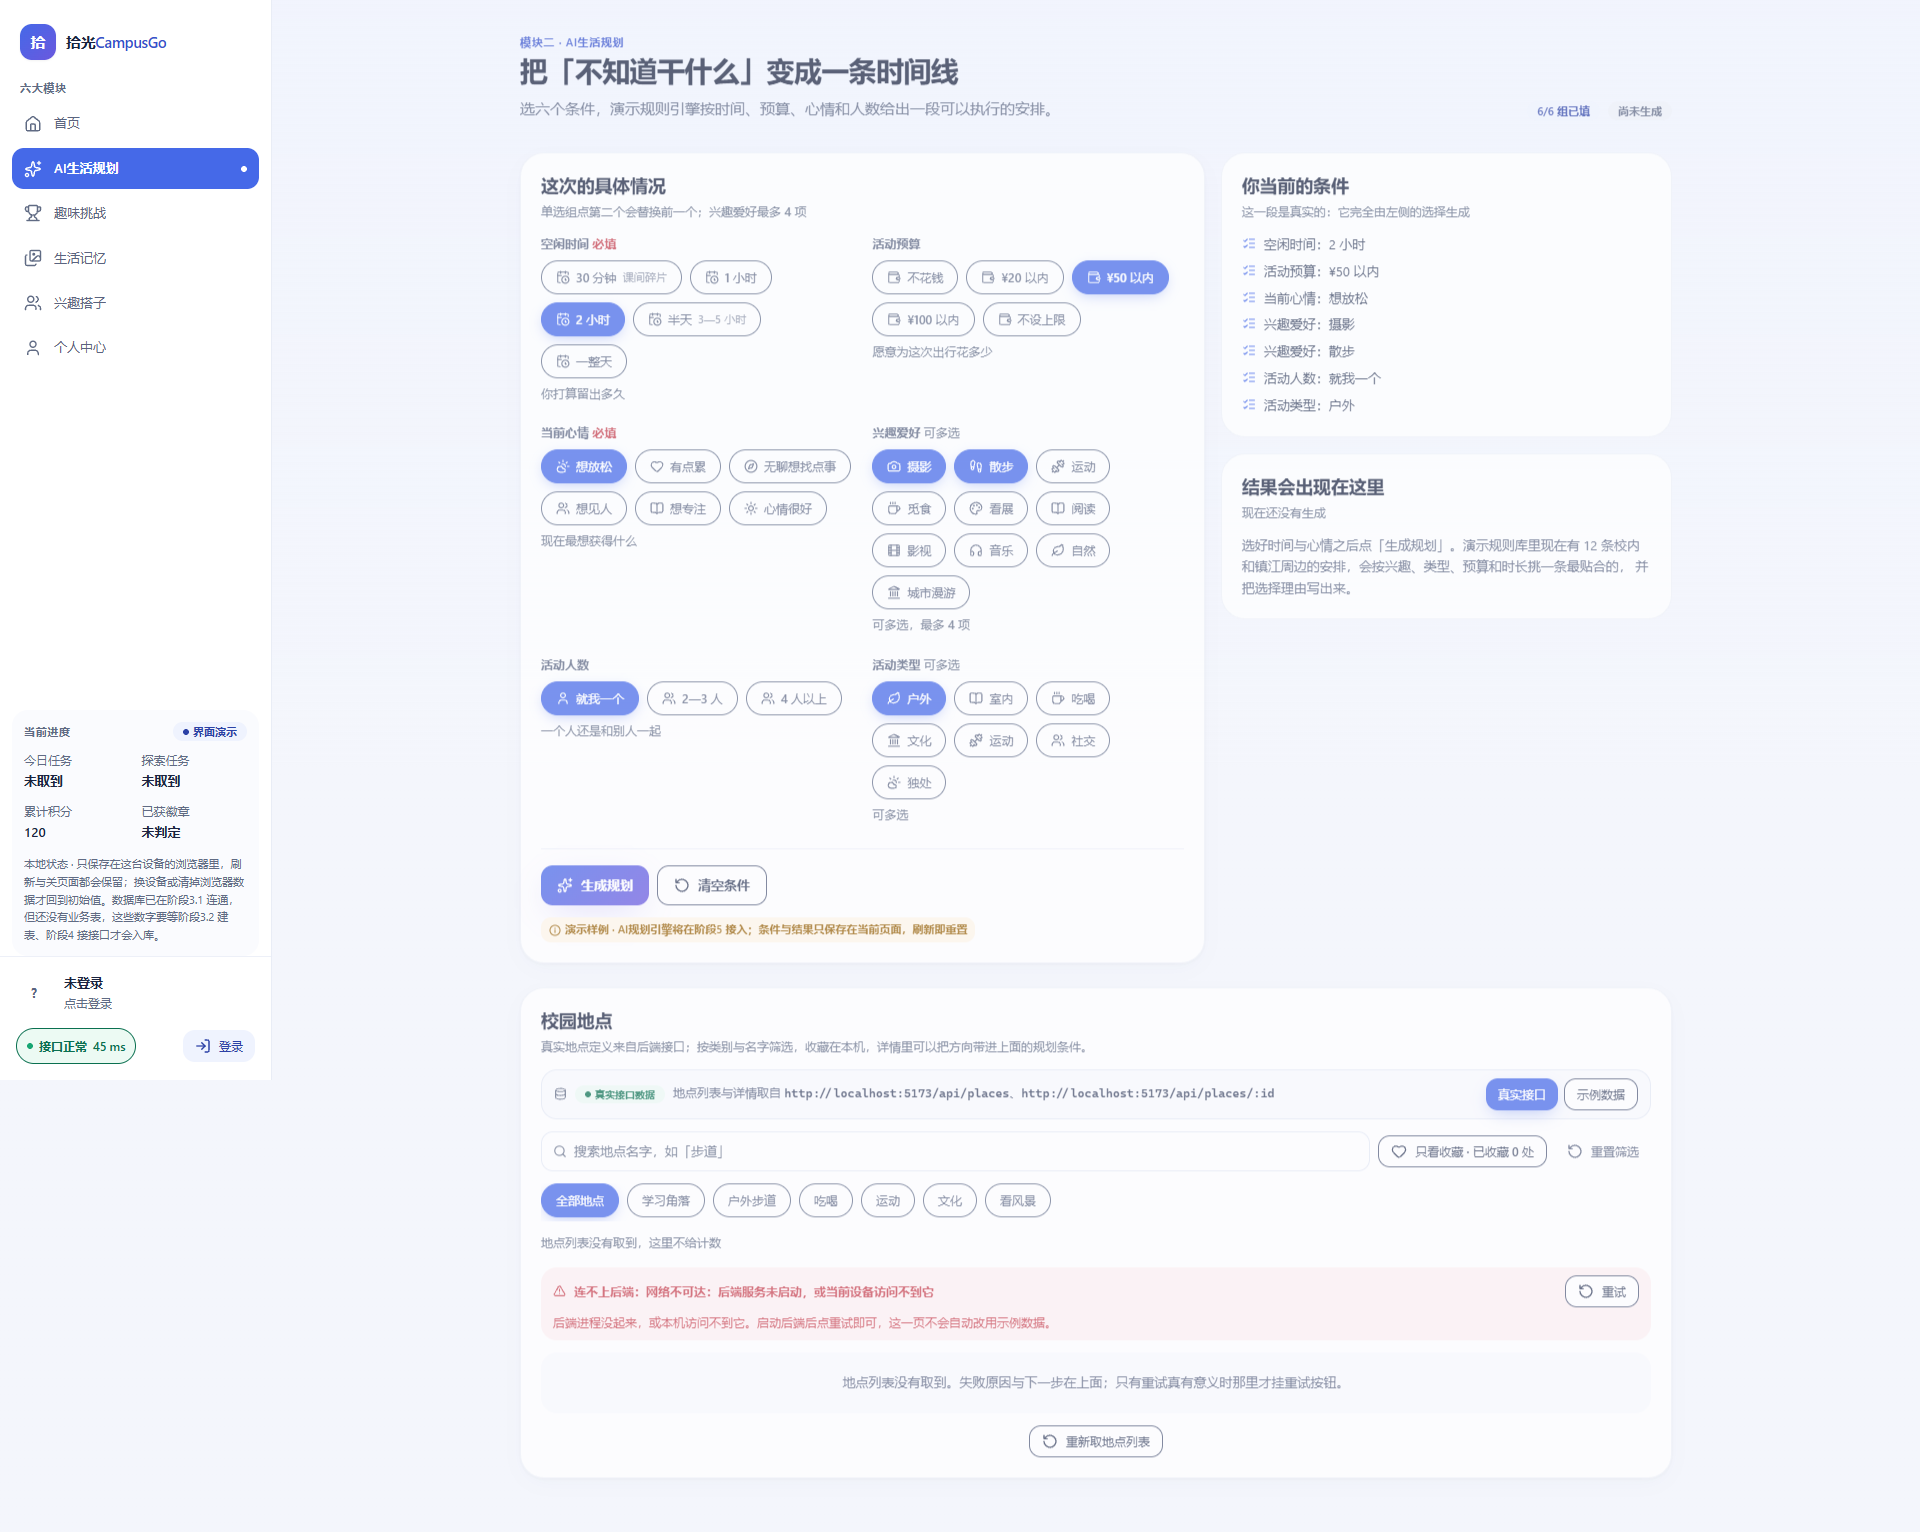 拾
拾光CampusGo
六大模块
首页
AI生活规划
趣味挑战
生活记忆
兴趣搭子
个人中心
当前进度
界面演示
今日任务
探索任务
未取到
未取到
累计积分
已获徽章
120
未判定
本地状态 · 只保存在这台设备的浏览器里，刷
新与关页面都会保留；换设备或清掉浏览器数
据才回到初始值。数据库已在阶段3.1 连通，
但还没有业务表，这些数字要等阶段3.2 建
表、阶段4 接接口才会入库。
?
未登录
点击登录
接口正常 45 ms
登录
模块二 · AI生活规划
把「不知道干什么」变成一条时间线
选六个条件，演示规则引擎按时间、预算、心情和人数给出一段可以执行的安排。
6/6 组已填
尚未生成
这次的具体情况
单选组点第二个会替换前一个；兴趣爱好最多 4 项
空闲时间 必填
30 分钟 课间碎片
1 小时
2 小时
半天 3—5 小时
一整天
你打算留出多久
活动预算
不花钱
¥20 以内
¥50 以内
¥100 以内
不设上限
愿意为这次出行花多少
当前心情 必填
想放松
有点累
无聊想找点事
想见人
想专注
心情很好
现在最想获得什么
兴趣爱好 可多选
摄影
散步
运动
觅食
看展
阅读
影视
音乐
自然
城市漫游
可多选，最多 4 项
活动人数
就我一个
2—3 人
4 人以上
一个人还是和别人一起
活动类型 可多选
户外
室内
吃喝
文化
运动
社交
独处
可多选
生成规划
清空条件
演示样例 · AI规划引擎将在阶段5 接入；条件与结果只保存在当前页面，刷新即重置
你当前的条件
这一段是真实的：它完全由左侧的选择生成
空闲时间：2 小时
活动预算：¥50 以内
当前心情：想放松
兴趣爱好：摄影
兴趣爱好：散步
活动人数：就我一个
活动类型：户外
结果会出现在这里
现在还没有生成
选好时间与心情之后点「生成规划」。演示规则库里现在有 12 条校内
和镇江周边的安排，会按兴趣、类型、预算和时长挑一条最贴合的， 并
把选择理由写出来。
校园地点
真实地点定义来自后端接口；按类别与名字筛选，收藏在本机，详情里可以把方向带进上面的规划条件。
真实接口数据
地点列表与详情取自 http://localhost:5173/api/places、http://localhost:5173/api/places/:id
真实接口
示例数据
搜索地点名字，如「步道」
只看收藏 · 已收藏 0 处
重置筛选
全部地点
学习角落
户外步道
吃喝
运动
文化
看风景
地点列表没有取到，这里不给计数
连不上后端：网络不可达：后端服务未启动，或当前设备访问不到它
重试
后端进程没起来，或本机访问不到它。启动后端后点重试即可，这一页不会自动改用示例数据。
地点列表没有取到。失败原因与下一步在上面；只有重试真有意义时那里才挂重试按钮。
重新取地点列表